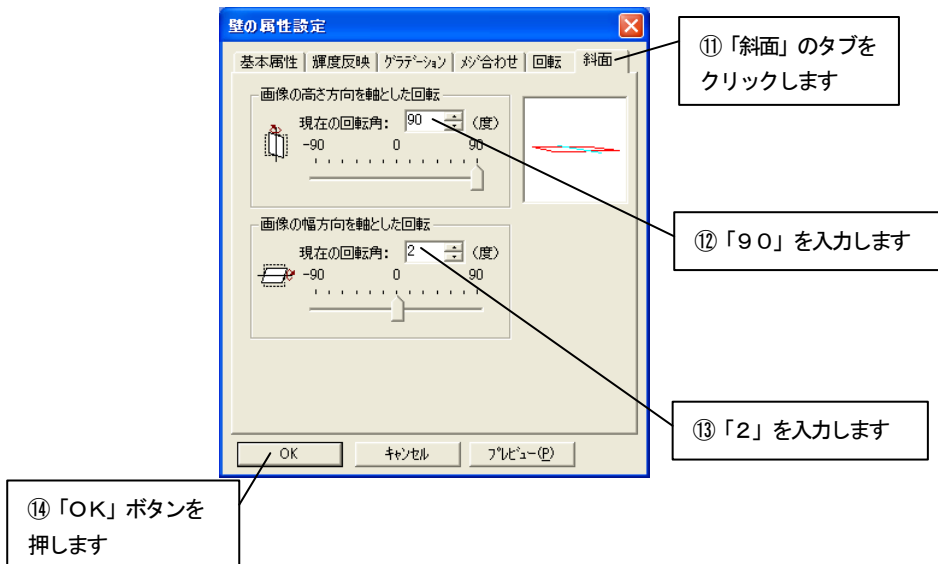 壁の属性設定
基本属性 輝度反映 グラデーション メジ合わせ 回転 斜面
画像の高さ方向を軸とした回転
現在の回転角: 90 (度)
-90 0 90
画像の幅方向を軸とした回転
現在の回転角: 2 (度)
-90 0 90
OK キャンセル プレビュー(P)
⑪「斜面」のタブを
クリックします
⑫「90」を入力します
⑬「2」を入力します
⑭「OK」ボタンを
押します